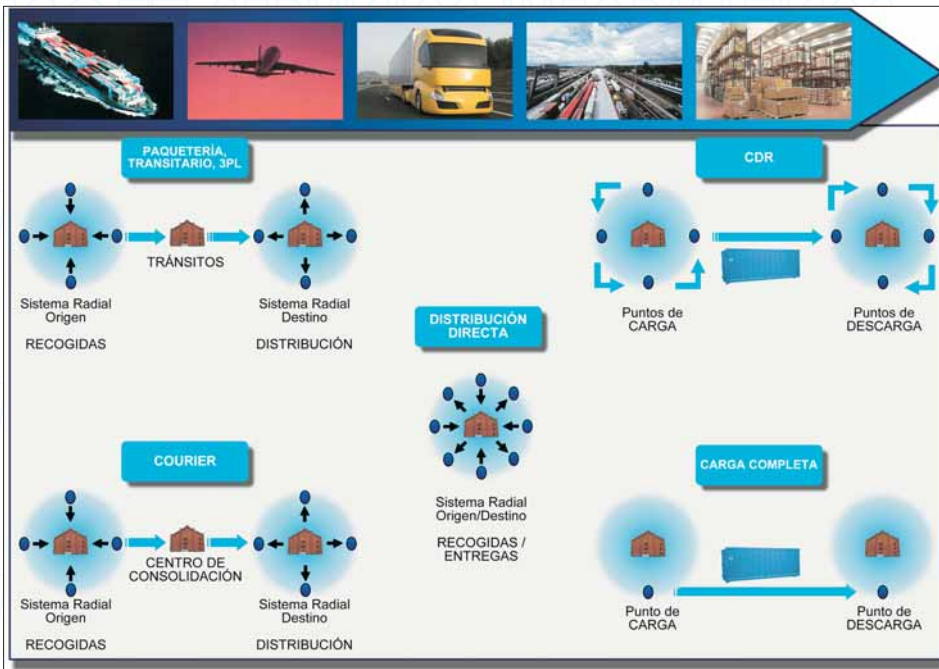 PAQUETERÍA,
TRANSITARIO, 3PL
TRÁNSITOS
Sistema Radial
Origen
RECOGIDAS
Sistema Radial
Destino
DISTRIBUCIÓN
CDR
Puntos de
CARGA
Puntos de
DESCARGA
DISTRIBUCIÓN
DIRECTA
Sistema Radial
Origen/Destino
RECOGIDAS /
ENTREGAS
COURIER
CENTRO DE
CONSOLIDACIÓN
Sistema Radial
Origen
RECOGIDAS
Sistema Radial
Destino
DISTRIBUCIÓN
CARGA COMPLETA
Punto de
CARGA
Punto de
DESCARGA